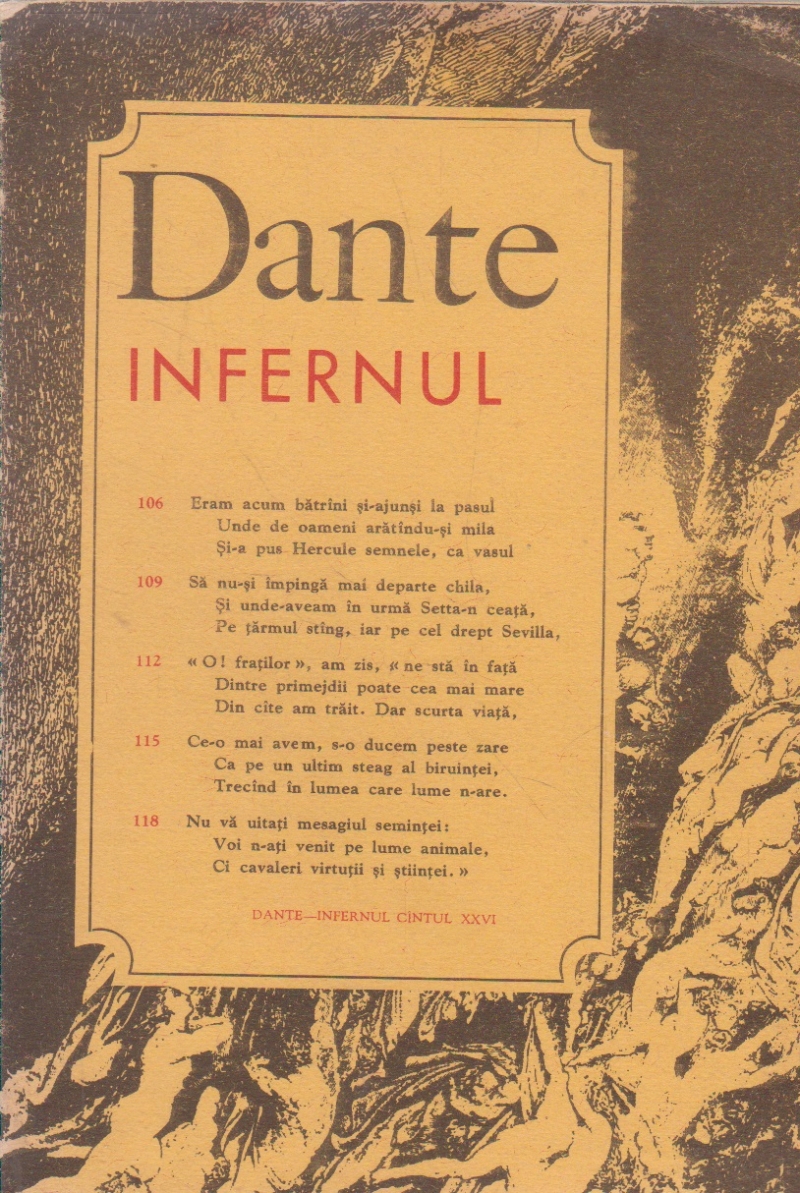 Dante
INFERNUL
106 Eram acum bătrîni și-ajunși la pasul
Unde de oameni arătîndu-și mila
Și-a pus Hercule semnele, ca vasul
109 Să nu-și împingă mai departe chila,
Și unde-aveam în urmă Setta-n ceață,
Pe țărmul stîng, iar pe cel drept Sevilla,
112 « O! fraților », am zis, « ne stă în față
Dintre primejdii poate cea mai mare
Din cîte am trăit. Dar scurta viață,
115 Ce-o mai avem, s-o ducem peste zare
Ca pe un ultim steag al biruinței,
Trecînd în lumea care lume n-are.
118 Nu vă uitați mesagiul seminței:
Voi n-ați venit pe lume animale,
Ci cavaleri virtuții și științei. »
DANTE—INFERNUL CÎNTUL XXVI